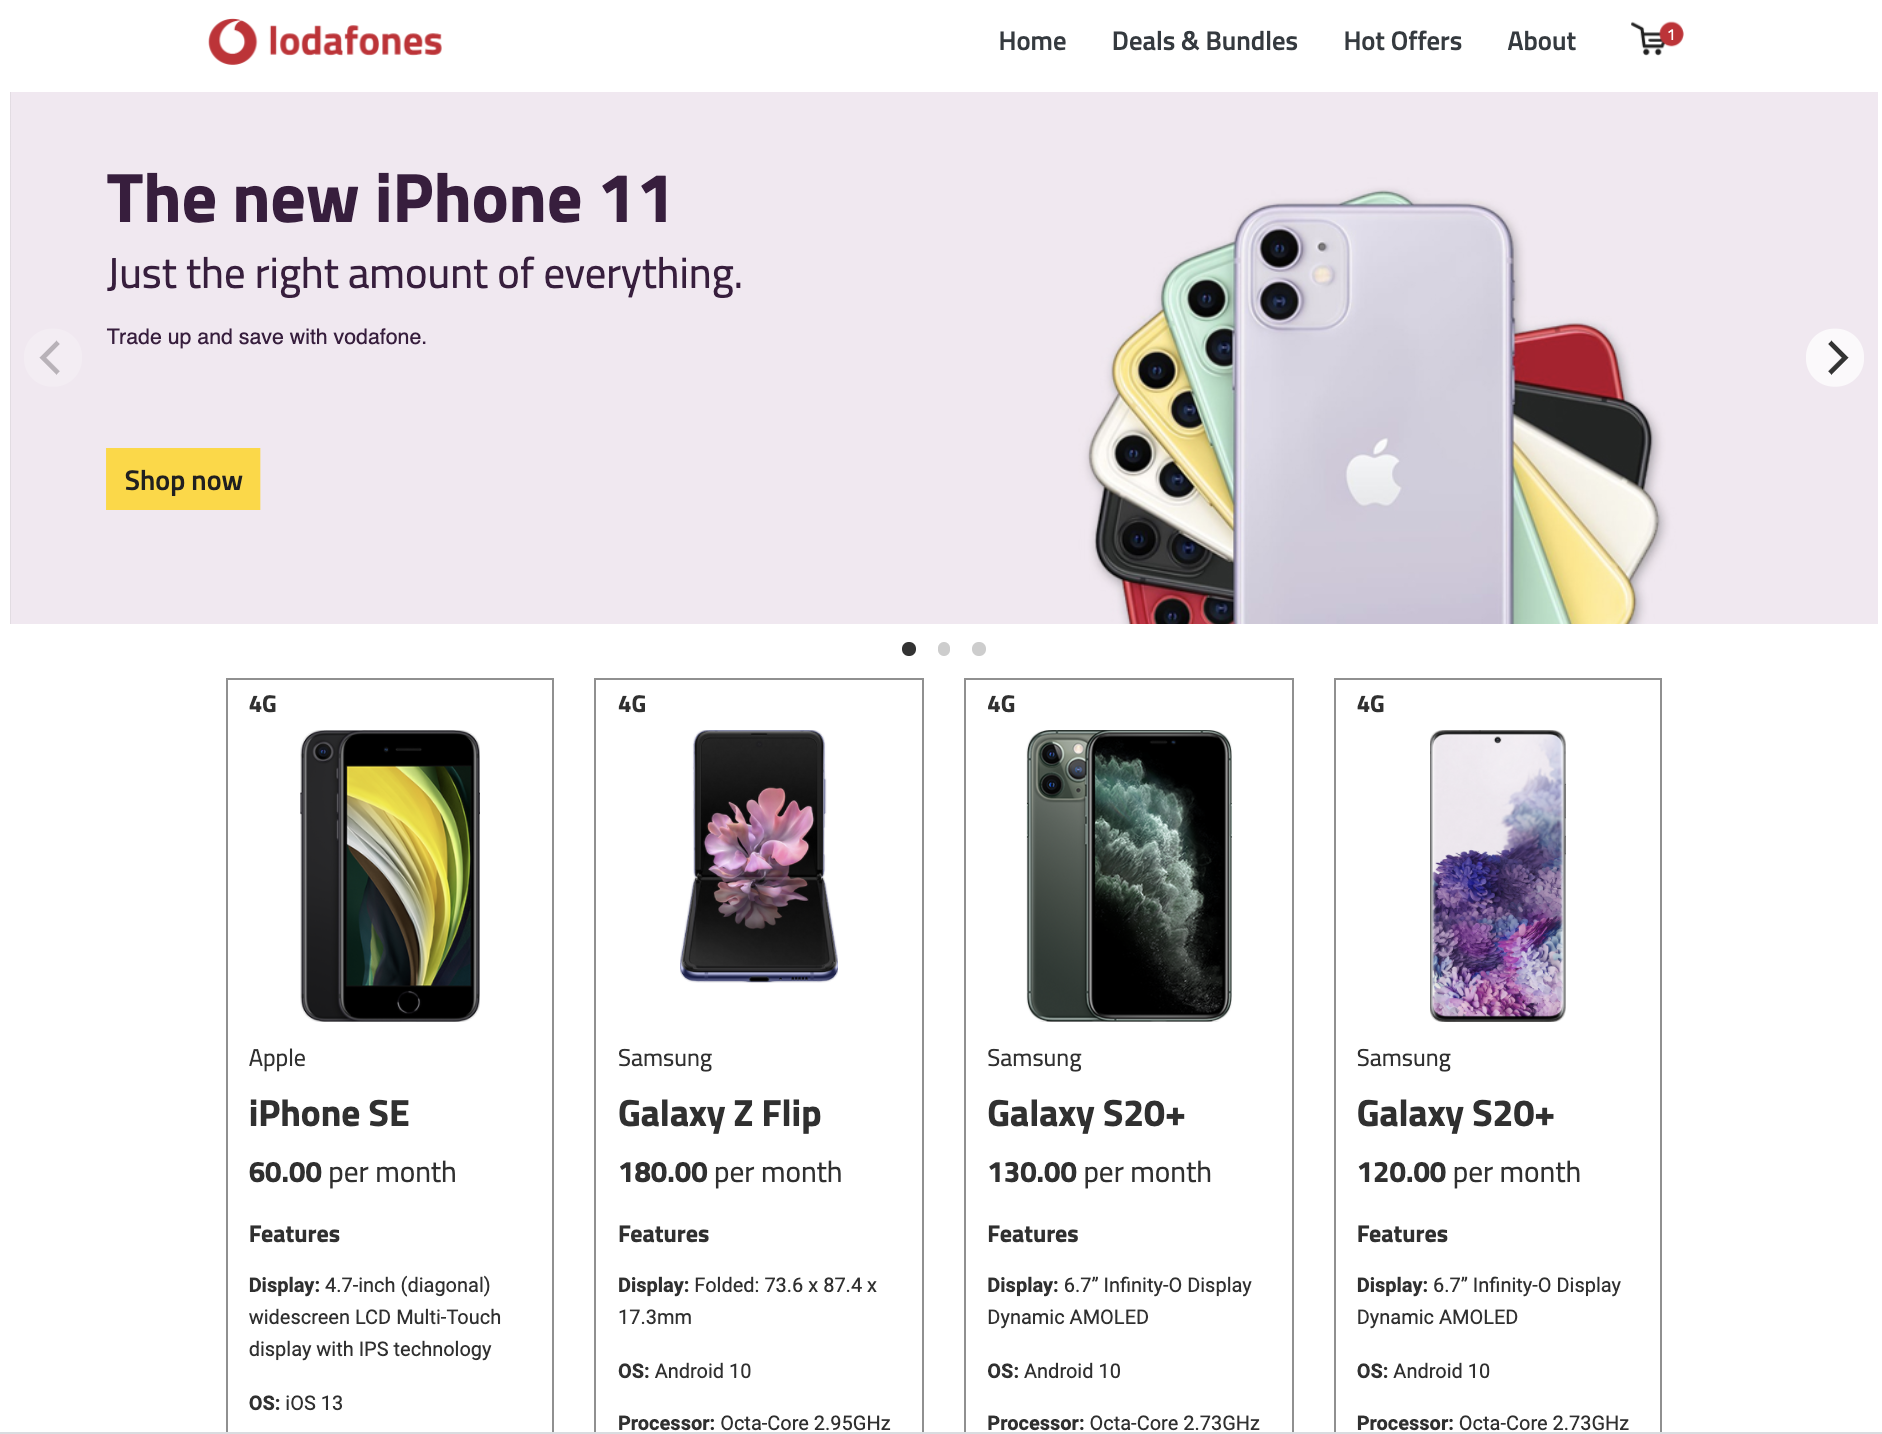 lodafones
Home
Deals & Bundles
Hot Offers
About
1
The new iPhone 11
Just the right amount of everything.
Trade up and save with vodafone.
Shop now
4G
Apple
iPhone SE
60.00 per month
Features
Display: 4.7-inch (diagonal)
widescreen LCD Multi-Touch
display with IPS technology
OS: iOS 13
4G
Samsung
Galaxy Z Flip
180.00 per month
Features
Display: Folded: 73.6 x 87.4 x
17.3mm
OS: Android 10
Processor: Octa-Core 2.95GHz
4G
Samsung
Galaxy S20+
130.00 per month
Features
Display: 6.7” Infinity-O Display
Dynamic AMOLED
OS: Android 10
Processor: Octa-Core 2.73GHz
4G
Samsung
Galaxy S20+
120.00 per month
Features
Display: 6.7” Infinity-O Display
Dynamic AMOLED
OS: Android 10
Processor: Octa-Core 2.73GHz